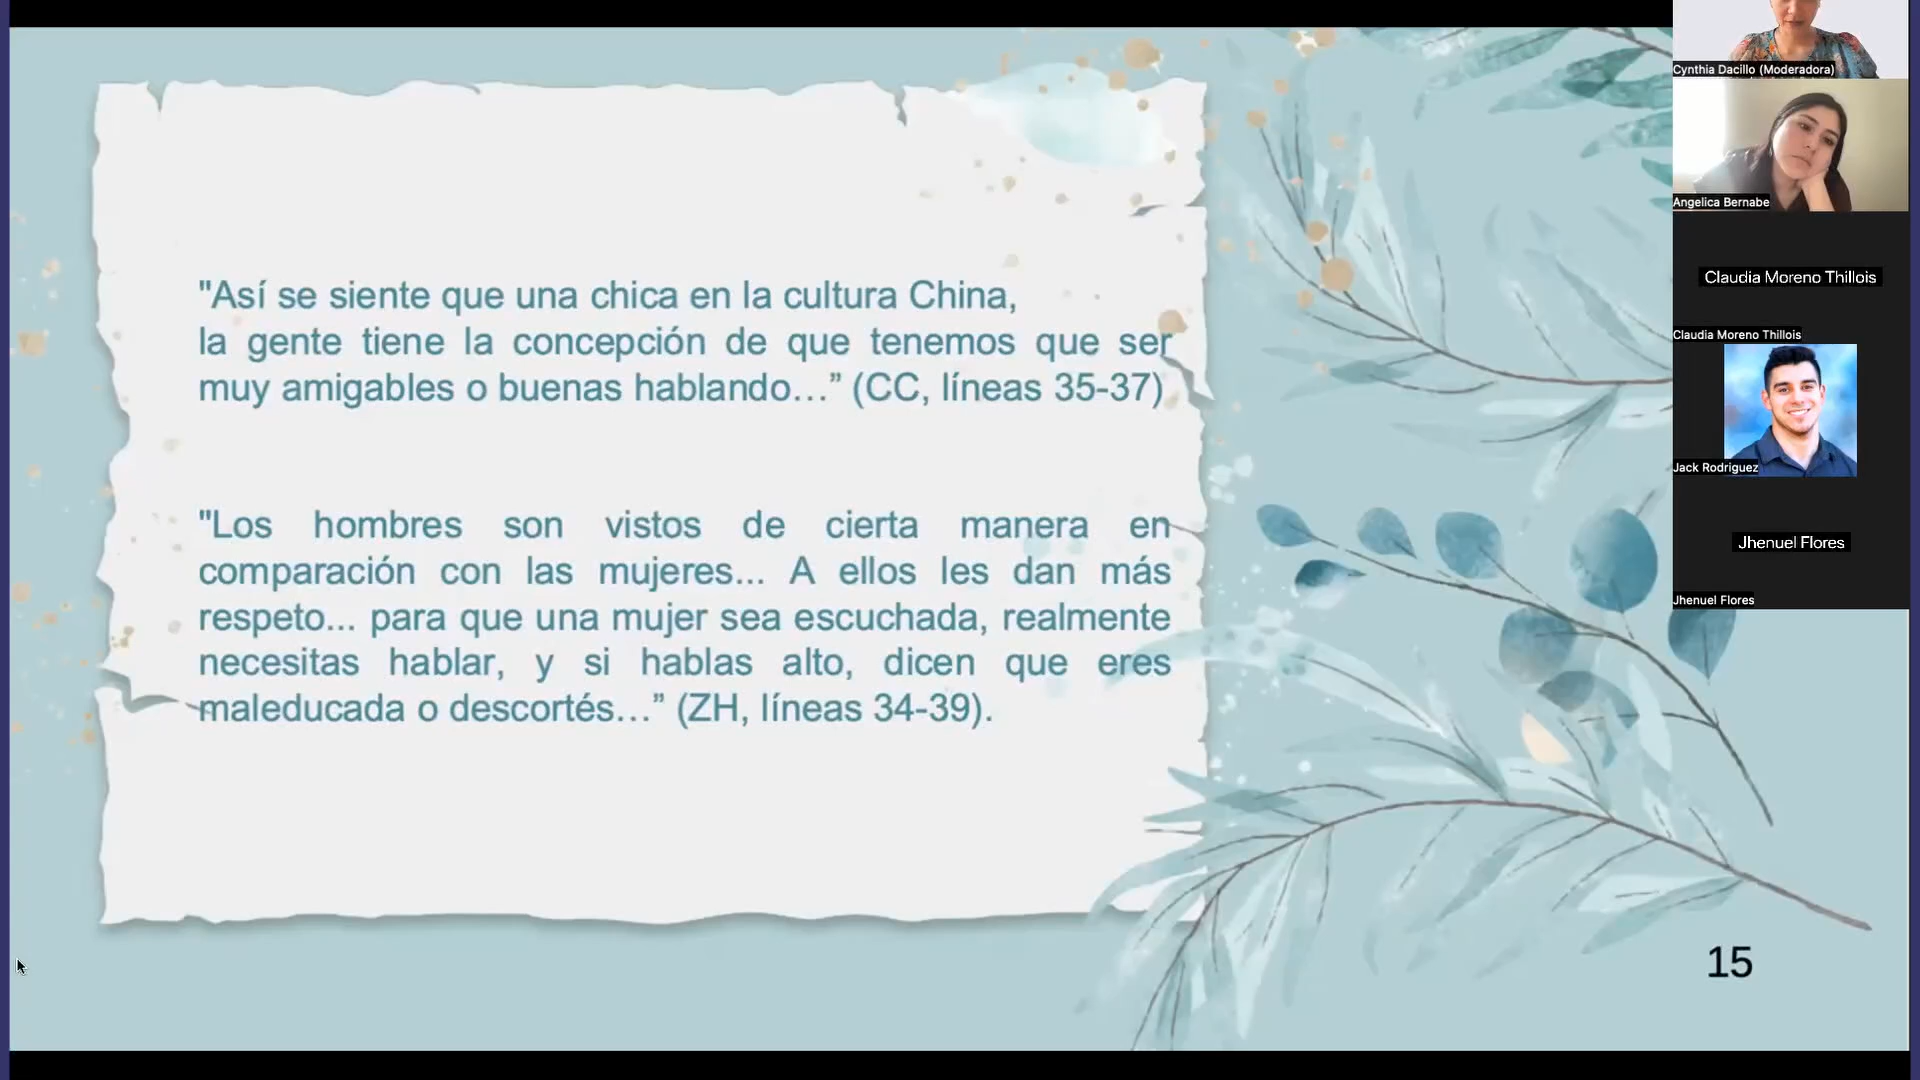 "Así se siente que una chica en la cultura China,
la gente tiene la concepción de que tenemos que ser
muy amigables o buenas hablando…” (CC, líneas 35-37)
"Los hombres son vistos de cierta manera en
comparación con las mujeres... A ellos les dan más
respeto... para que una mujer sea escuchada, realmente
necesitas hablar, y si hablas alto, dicen que eres
maleducada o descortés…” (ZH, líneas 34-39).
15
Cynthia Dacillo (Moderadora)
Angelica Bernabe
Claudia Moreno Thillois
Claudia Moreno Thillois
Jack Rodriguez
Jhenuel Flores
Jhenuel Flores